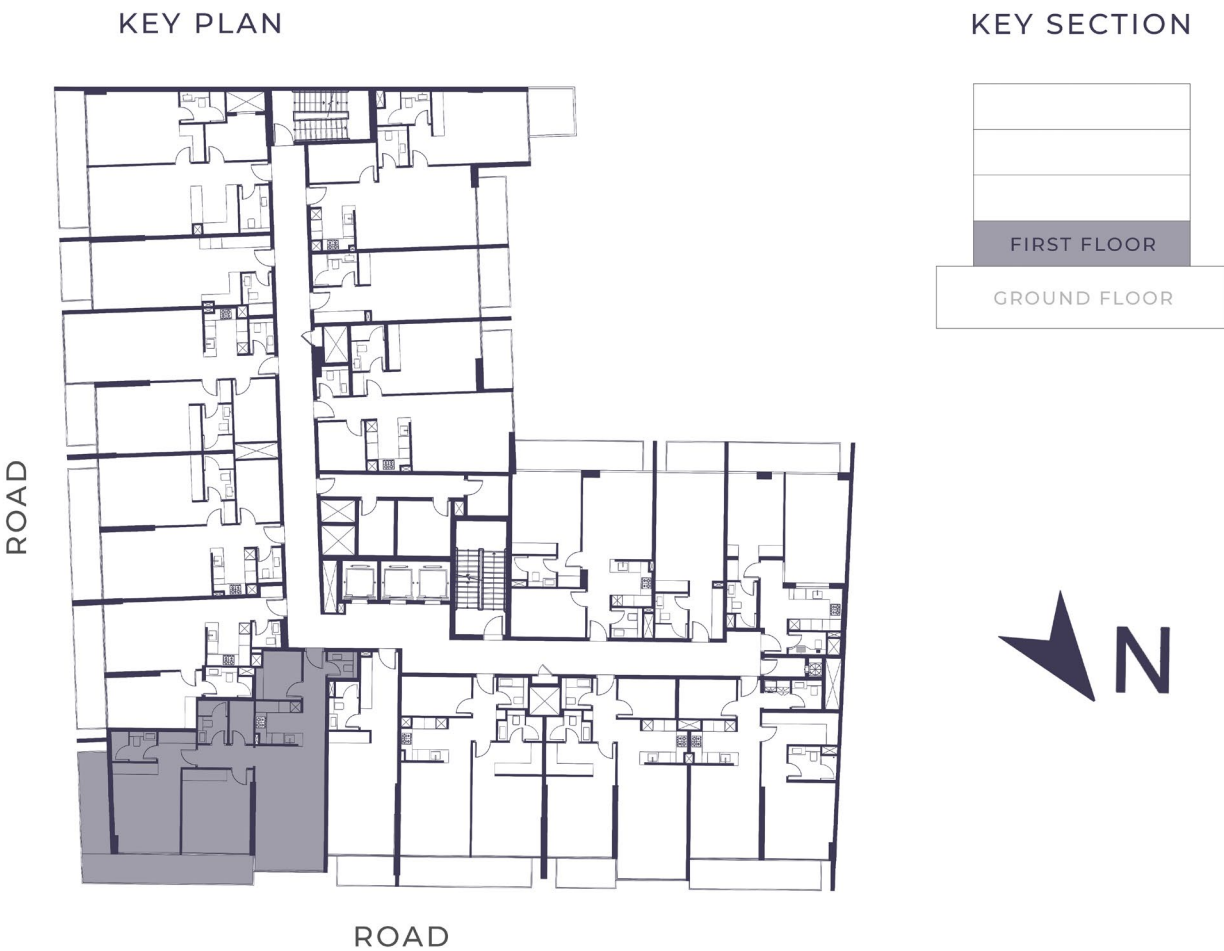 KEY PLAN
KEY SECTION
FIRST FLOOR
GROUND FLOOR
ROAD
N
ROAD